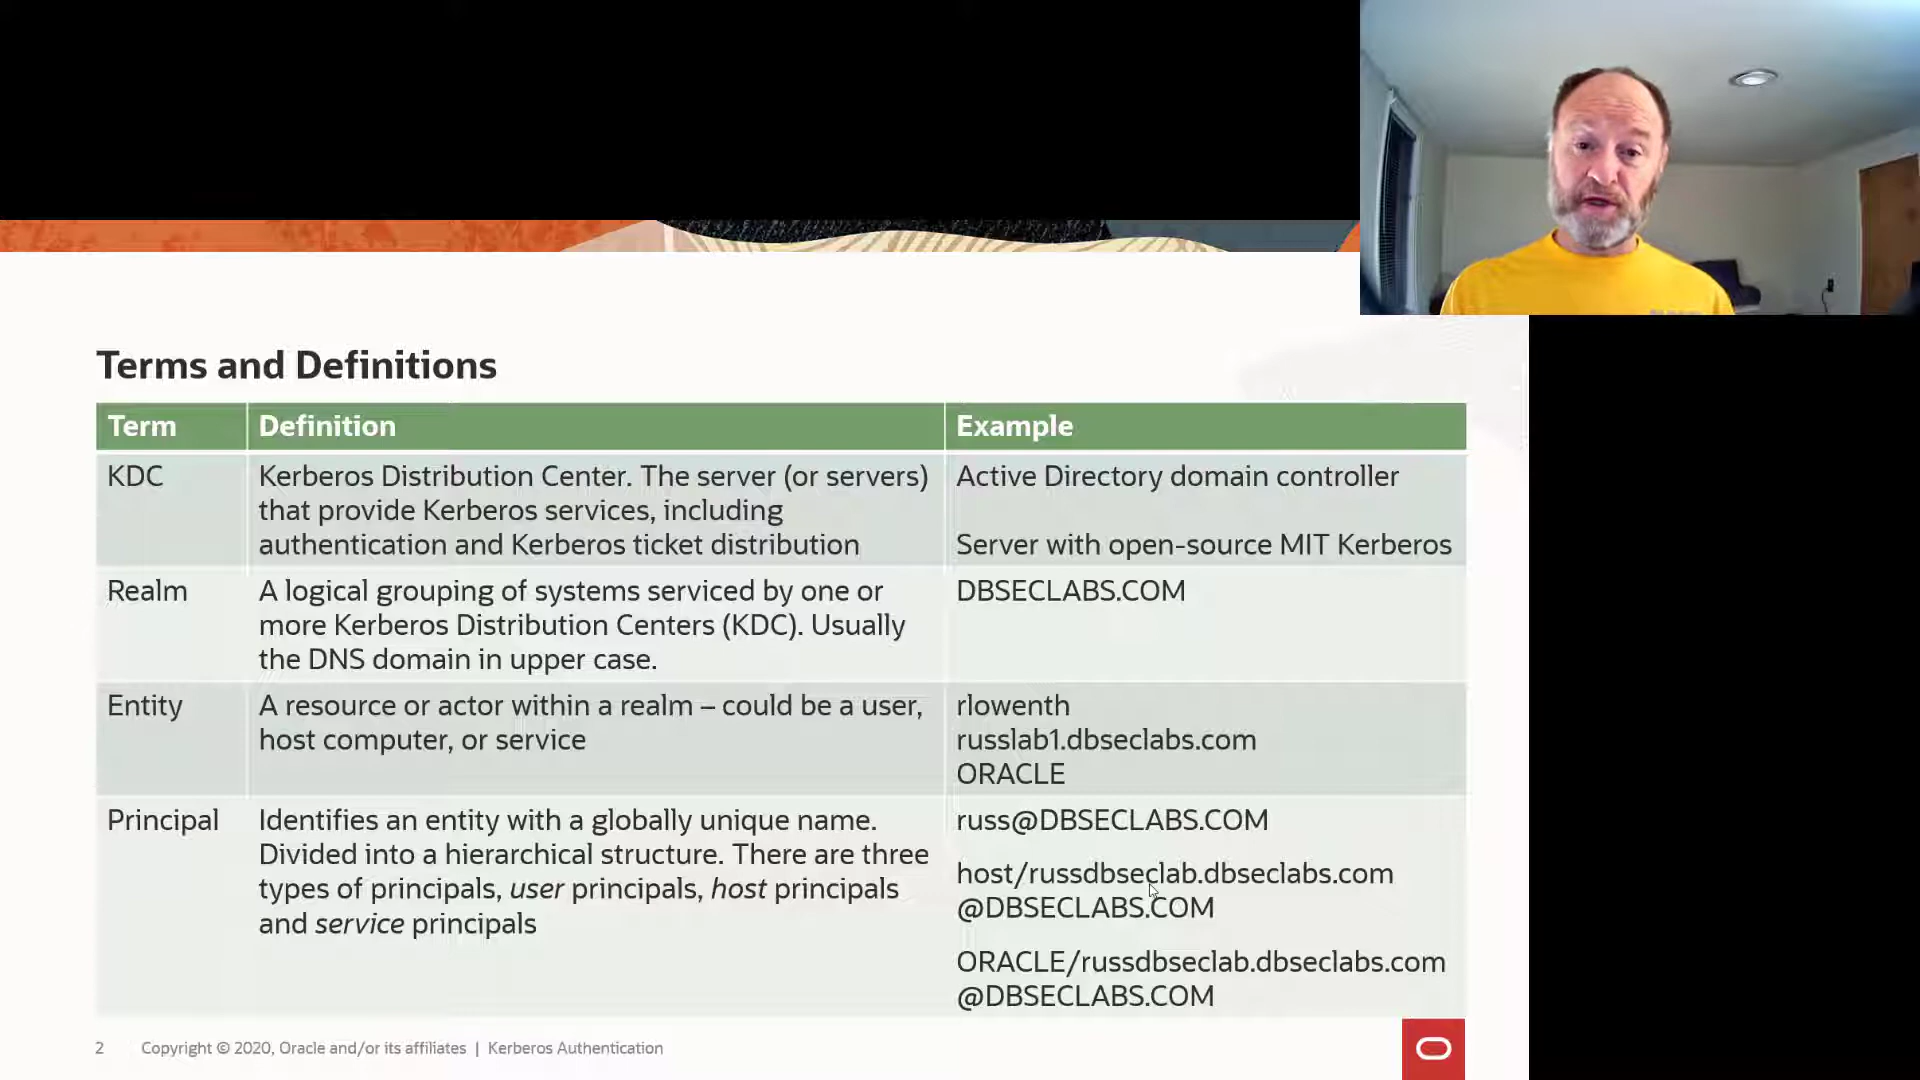 Terms and Definitions
Term
Definition
Example
KDC
Kerberos Distribution Center. The server (or servers)
that provide Kerberos services, including
authentication and Kerberos ticket distribution
Active Directory domain controller
Server with open-source MIT Kerberos
Realm
A logical grouping of systems serviced by one or
more Kerberos Distribution Centers (KDC). Usually
the DNS domain in upper case.
DBSECLABS.COM
Entity
A resource or actor within a realm – could be a user,
host computer, or service
rlowenth
russlab1.dbseclabs.com
ORACLE
Principal
Identifies an entity with a globally unique name.
Divided into a hierarchical structure. There are three
types of principals, user principals, host principals
and service principals
russ@DBSECLABS.COM
host/russdbseclab.dbseclabs.com
@DBSECLABS.COM
ORACLE/russdbseclab.dbseclabs.com
@DBSECLABS.COM
2 Copyright © 2020, Oracle and/or its affiliates | Kerberos Authentication